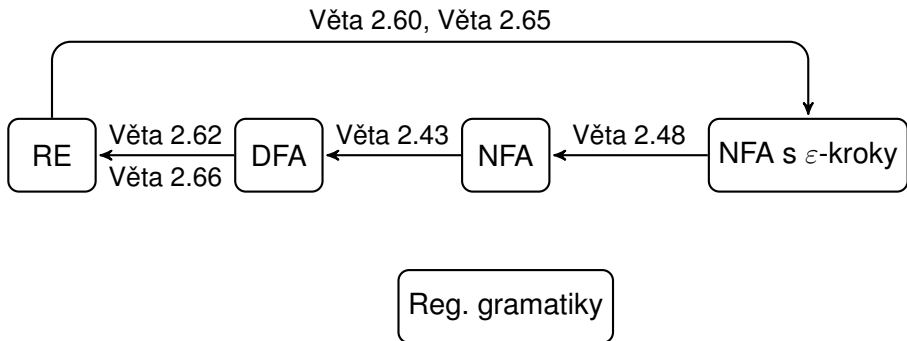 Věta 2.60, Věta 2.65
RE
Věta 2.62
Věta 2.66
DFA
Věta 2.43
NFA
Věta 2.48
NFA s ε-kroky
Reg. gramatiky